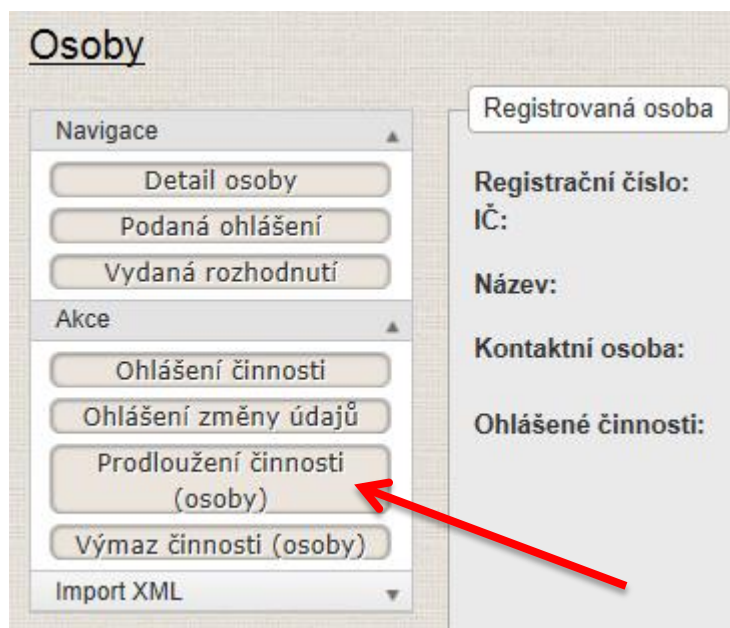 Osoby
Navigace
Detail osoby
Podaná ohlášení
Vydaná rozhodnutí
Akce
Ohlášení činnosti
Ohlášení změny údajů
Prodloužení činnosti
(osoby)
Výmaz činnosti (osoby)
Import XML
Registrovaná osoba
Registrační číslo:
IČ:
Název:
Kontaktní osoba:
Ohlášené činnosti: